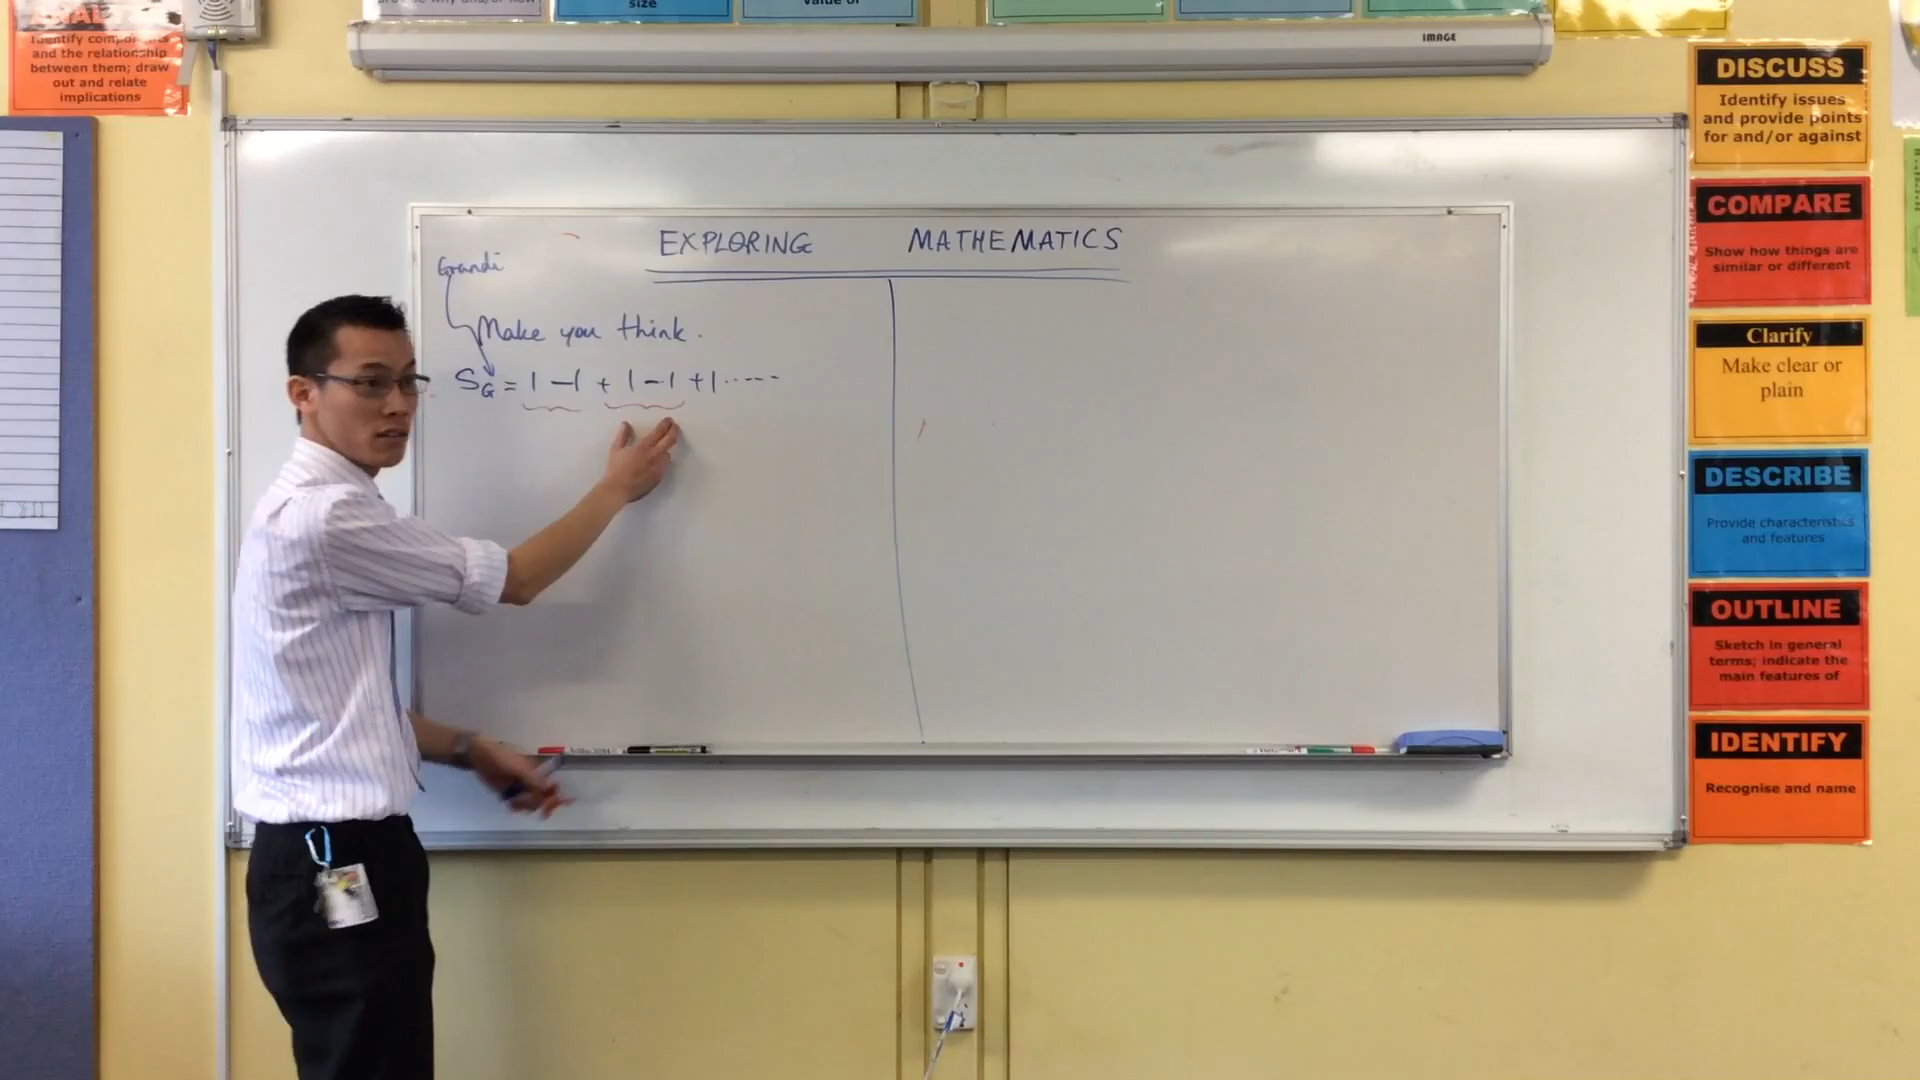 size
value of
ANALYSE
Identify components
and the relationship
between them; draw
out and relate
implications
IMAGE
EXPLORING MATHEMATICS
Grandi
Make you think.
S_G = 1 - 1 + 1 - 1 + 1 .....
DISCUSS
Identify issues
and provide points
for and/or against
COMPARE
Show how things are
similar or different
Clarify
Make clear or
plain
DESCRIBE
Provide characteristics
and features
OUTLINE
Sketch in general
terms; indicate the
main features of
IDENTIFY
Recognise and name